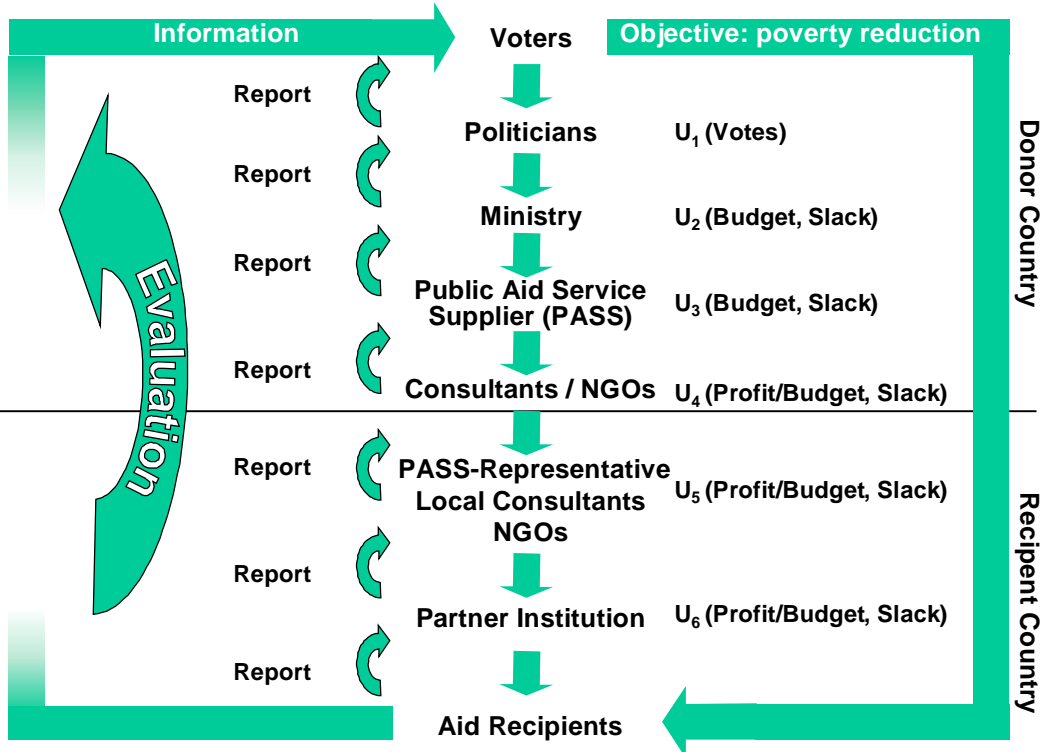 Information
Voters
Objective: poverty reduction
Report
Politicians
U1 (Votes)
Report
Ministry
U2 (Budget, Slack)
Report
Public Aid Service
Supplier (PASS)
U3 (Budget, Slack)
Report
Consultants / NGOs
U4 (Profit/Budget, Slack)
Donor Country
Evaluation
Report
PASS-Representative
Local Consultants
NGOs
U5 (Profit/Budget, Slack)
Report
Partner Institution
U6 (Profit/Budget, Slack)
Report
Aid Recipients
Recipent Country